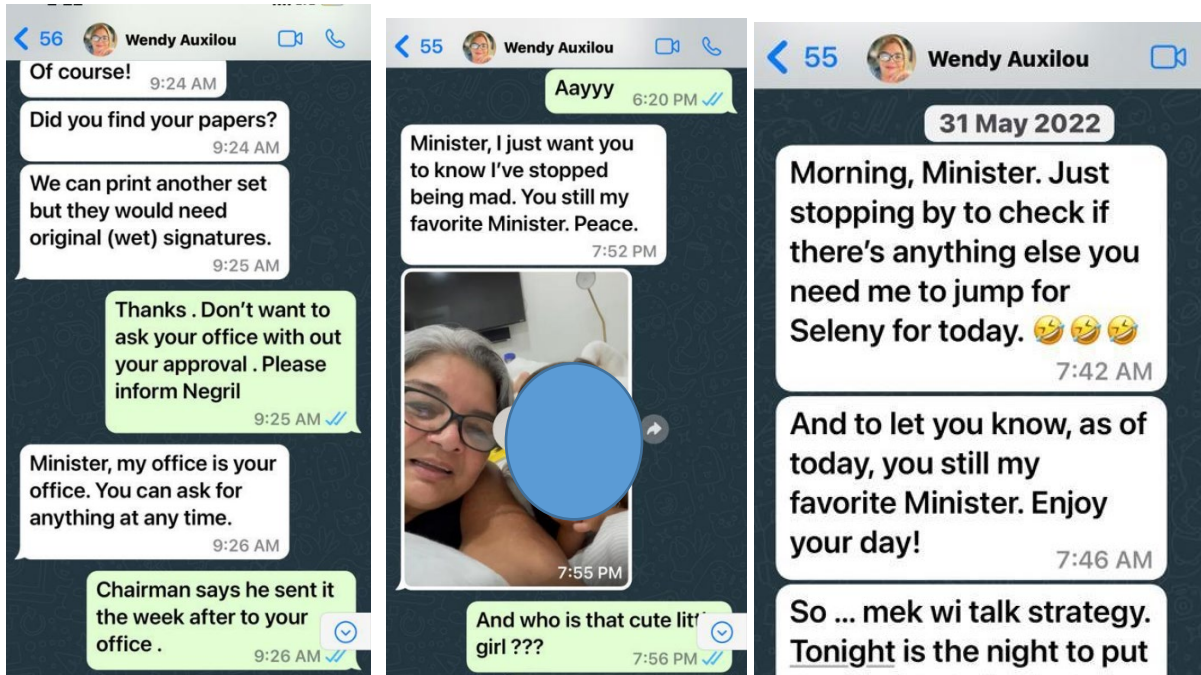 56 Wendy Auxilou
Of course! 9:24 AM
Did you find your papers?
9:24 AM
We can print another set
but they would need
original (wet) signatures.
9:25 AM
Thanks . Don't want to
ask your office with out
your approval . Please
inform Negril
9:25 AM
Minister, my office is your
office. You can ask for
anything at any time.
9:26 AM
Chairman says he sent it
the week after to your
office .
9:26 AM
55 Wendy Auxilou
Aayyy
6:20 PM
Minister, I just want you
to know I've stopped
being mad. You still my
favorite Minister. Peace.
7:52 PM
7:55 PM
And who is that cute
girl ???
7:56 PM
55 Wendy Auxilou
31 May 2022
Morning, Minister. Just
stopping by to check if
there's anything else you
need me to jump for
Seleny for today. 🤣🤣🤣
7:42 AM
And to let you know, as of
today, you still my
favorite Minister. Enjoy
your day!
7:46 AM
So ... mek wi talk strategy.
Tonight is the night to put